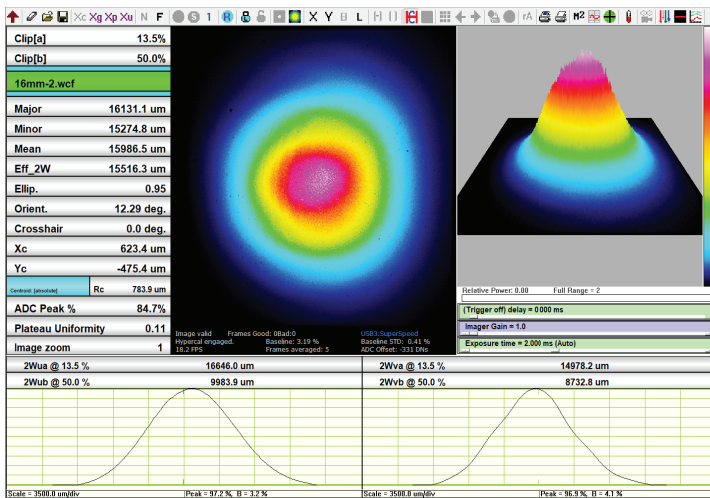 Xc Xg Xp Xu N F S 1 R X Y B L H rA M²
Clip[a] 13.5%
Clip[b] 50.0%
16mm-2.wcf
Major 16131.1 um
Minor 15274.8 um
Mean 15986.5 um
Eff_2W 15516.3 um
Ellip. 0.95
Orient. 12.29 deg.
Crosshair 0.0 deg.
Xc 623.4 um
Yc -475.4 um
Centroid: [absolute] Rc 783.9 um
ADC Peak % 84.7%
Plateau Uniformity 0.11
Image zoom 1
Image valid Frames Good: 0Bad:0 USB3:SuperSpeed
Hypercal engaged. Baseline: 3.19 % Baseline STD: 0.41 %
18.2 FPS Frames averaged: 5 ADC Offset: -331 DNs
Relative Power: 0.00 Full Range = 2
(Trigger off) delay = 0000 ms
Imager Gain = 1.0
Exposure time = 2.000 ms (Auto)
2Wua @ 13.5 % 16646.0 um
2Wub @ 50.0 % 9983.9 um
2Wva @ 13.5 % 14978.2 um
2Wvb @ 50.0 % 8732.8 um
Scale = 3500.0 um/div Peak = 97.2 %, B = 3.2 %
Scale = 3500.0 um/div Peak = 96.9 %, B = 4.1 %